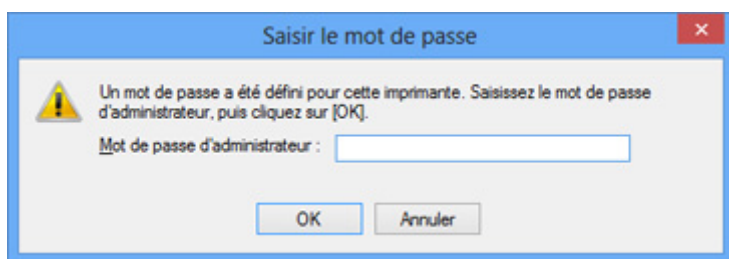 Saisir le mot de passe
Un mot de passe a été défini pour cette imprimante. Saisissez le mot de passe
d'administrateur, puis cliquez sur [OK].
Mot de passe d'administrateur :
OK
Annuler